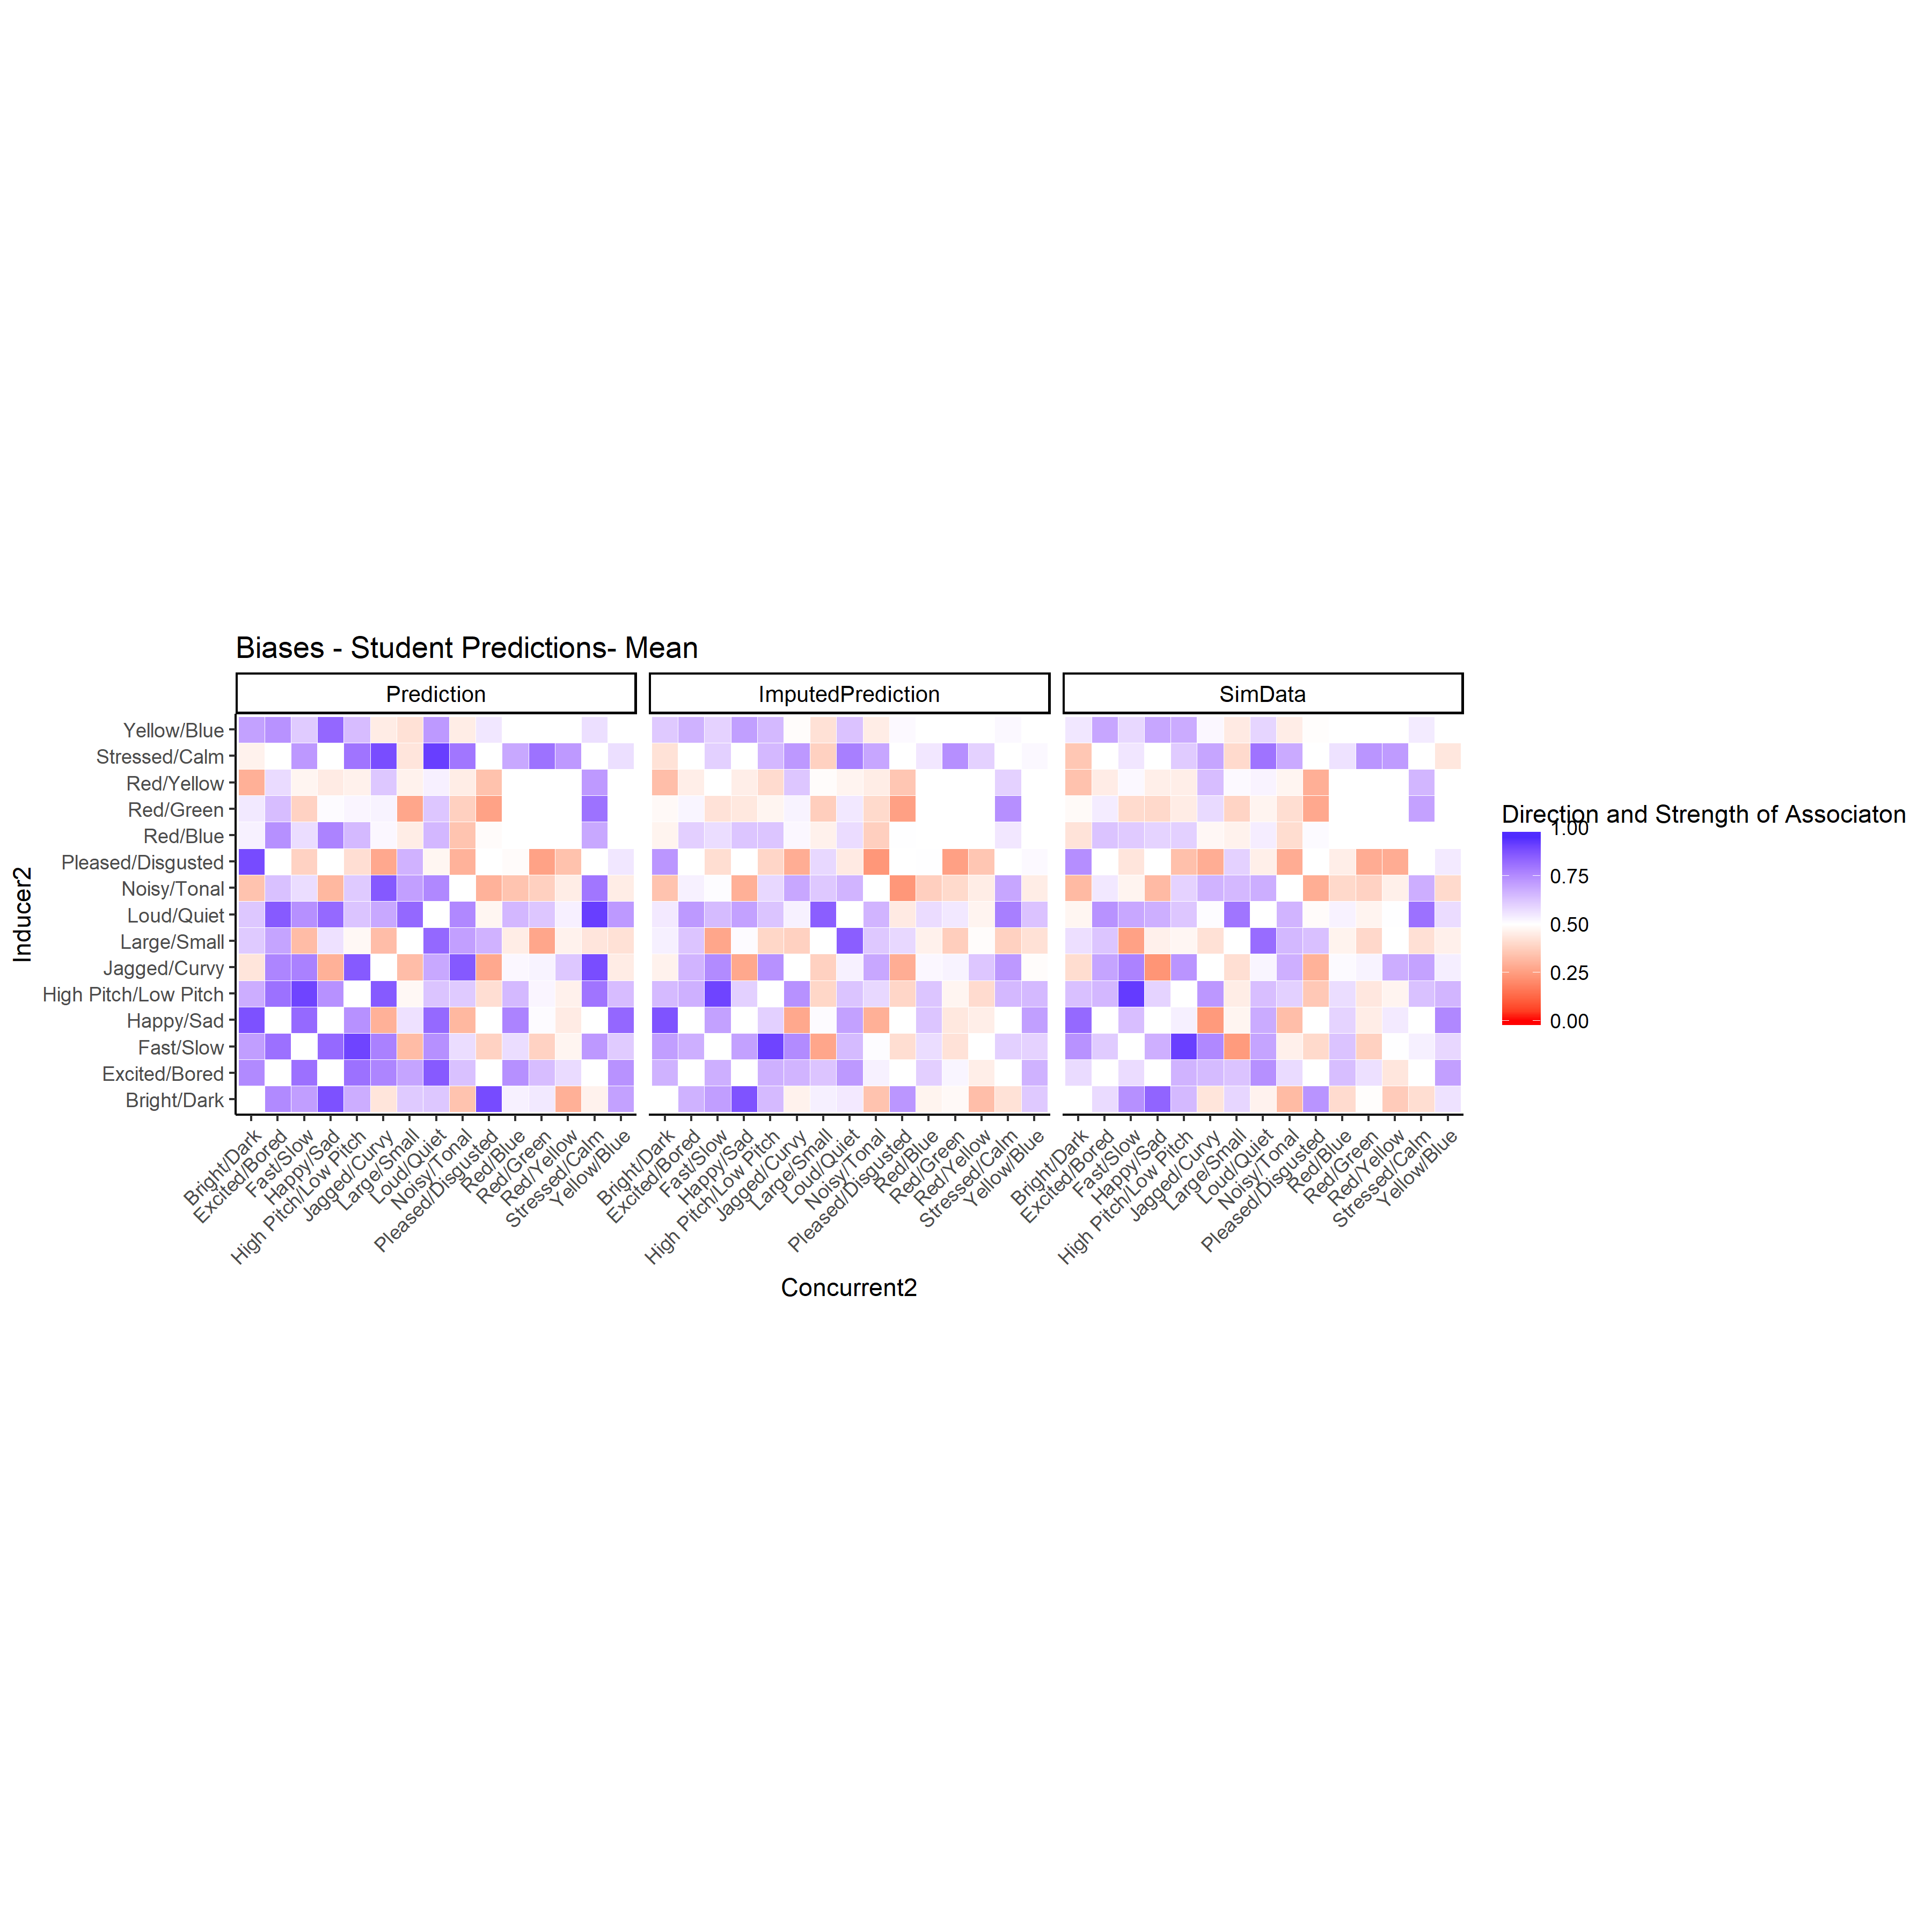 Biases - Student Predictions- Mean
Prediction
ImputedPrediction
SimData
Inducer2
Yellow/Blue
Stressed/Calm
Red/Yellow
Red/Green
Red/Blue
Pleased/Disgusted
Noisy/Tonal
Loud/Quiet
Large/Small
Jagged/Curvy
High Pitch/Low Pitch
Happy/Sad
Fast/Slow
Excited/Bored
Bright/Dark
Bright/Dark
Excited/Bored
Fast/Slow
Happy/Sad
High Pitch/Low Pitch
Jagged/Curvy
Large/Small
Loud/Quiet
Noisy/Tonal
Pleased/Disgusted
Red/Blue
Red/Green
Red/Yellow
Stressed/Calm
Yellow/Blue
Bright/Dark
Excited/Bored
Fast/Slow
Happy/Sad
High Pitch/Low Pitch
Jagged/Curvy
Large/Small
Loud/Quiet
Noisy/Tonal
Pleased/Disgusted
Red/Blue
Red/Green
Red/Yellow
Stressed/Calm
Yellow/Blue
Bright/Dark
Excited/Bored
Fast/Slow
Happy/Sad
High Pitch/Low Pitch
Jagged/Curvy
Large/Small
Loud/Quiet
Noisy/Tonal
Pleased/Disgusted
Red/Blue
Red/Green
Red/Yellow
Stressed/Calm
Yellow/Blue
Concurrent2
Direction and Strength of Associaton
1.00
0.75
0.50
0.25
0.00